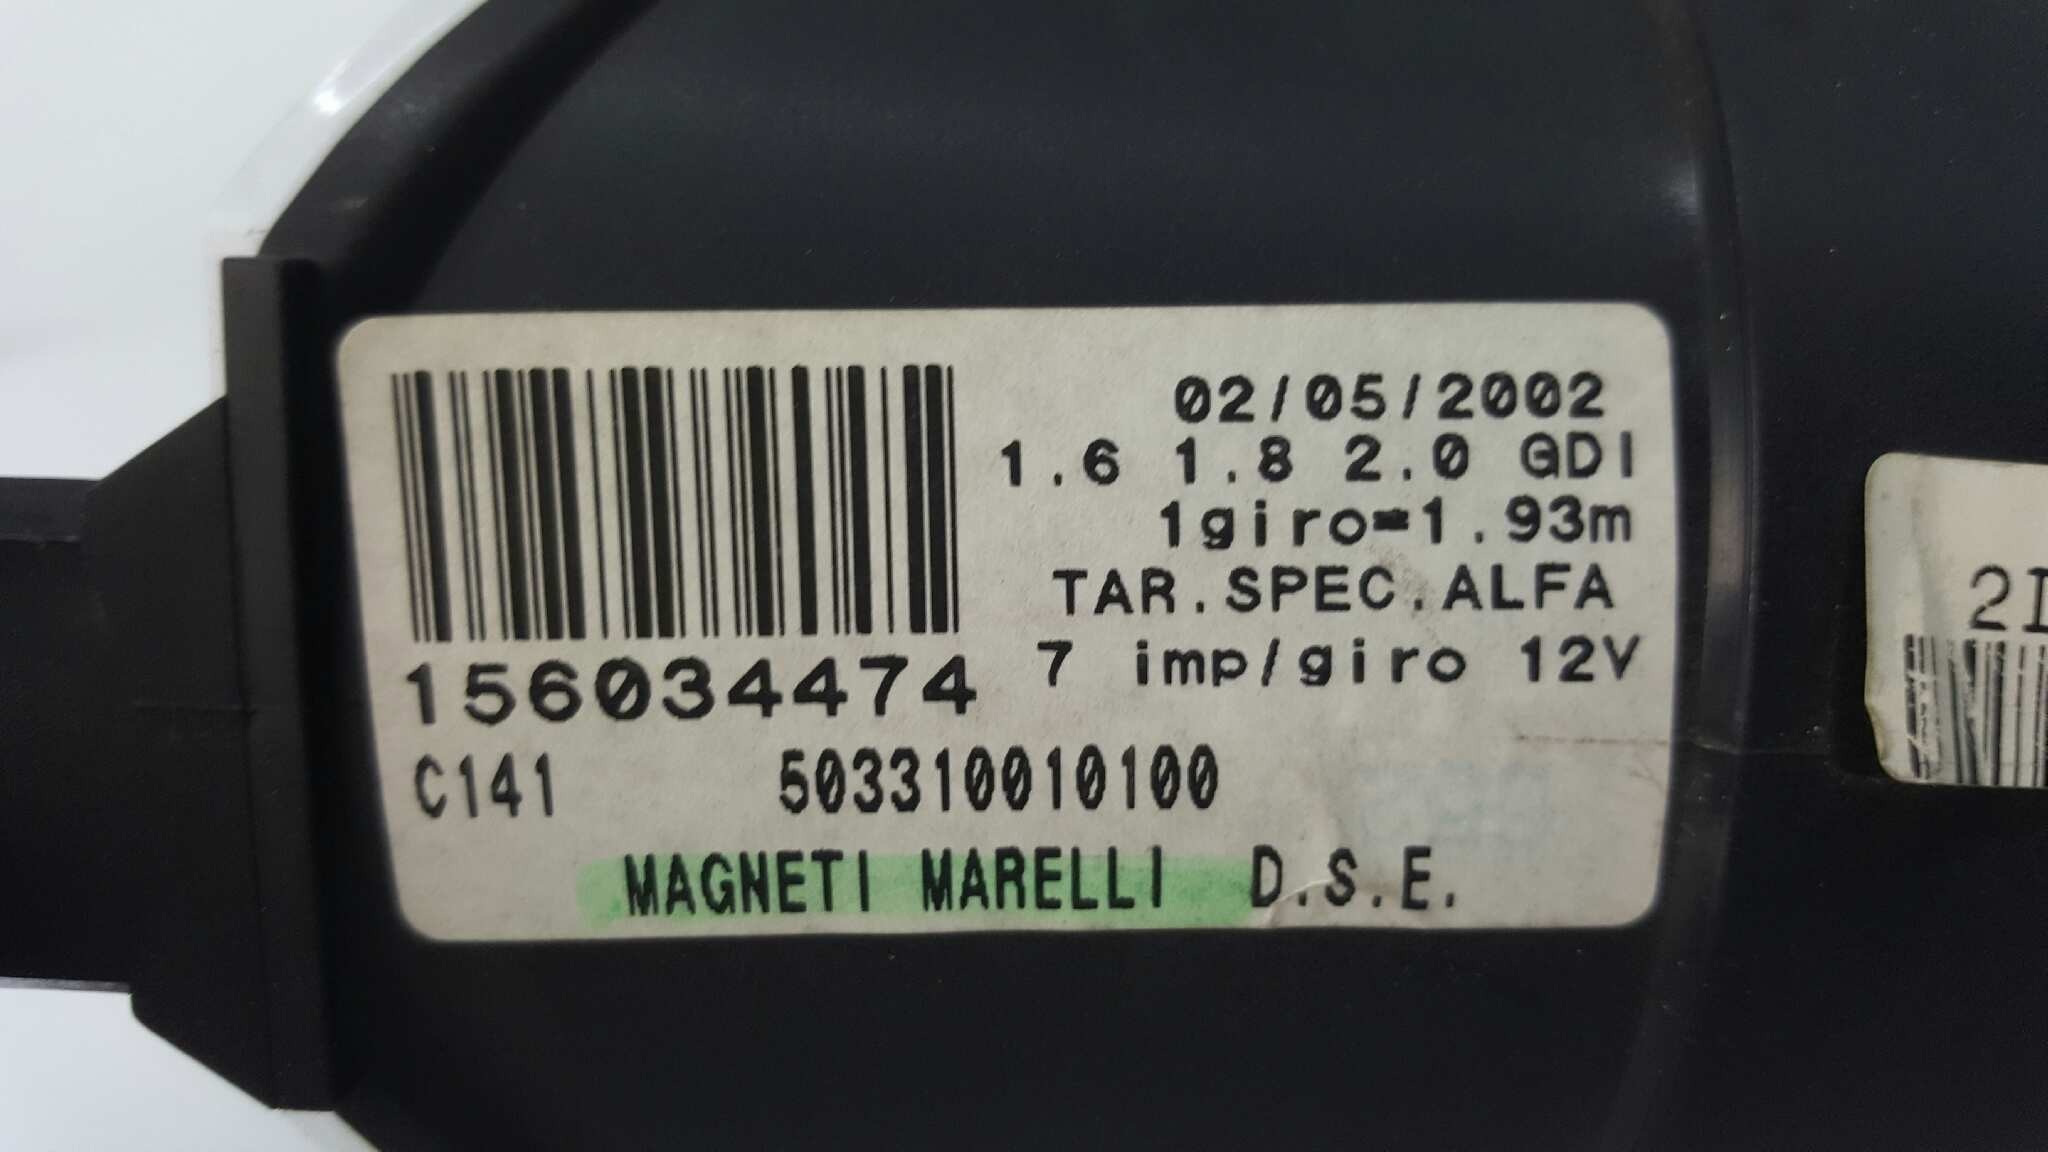 02/05/2002
1.6 1.8 2.0 GDI
1giro=1.93m
TAR.SPEC.ALFA
7 imp/giro 12V
156034474
C141 503310010100
MAGNETI MARELLI D.S.E.